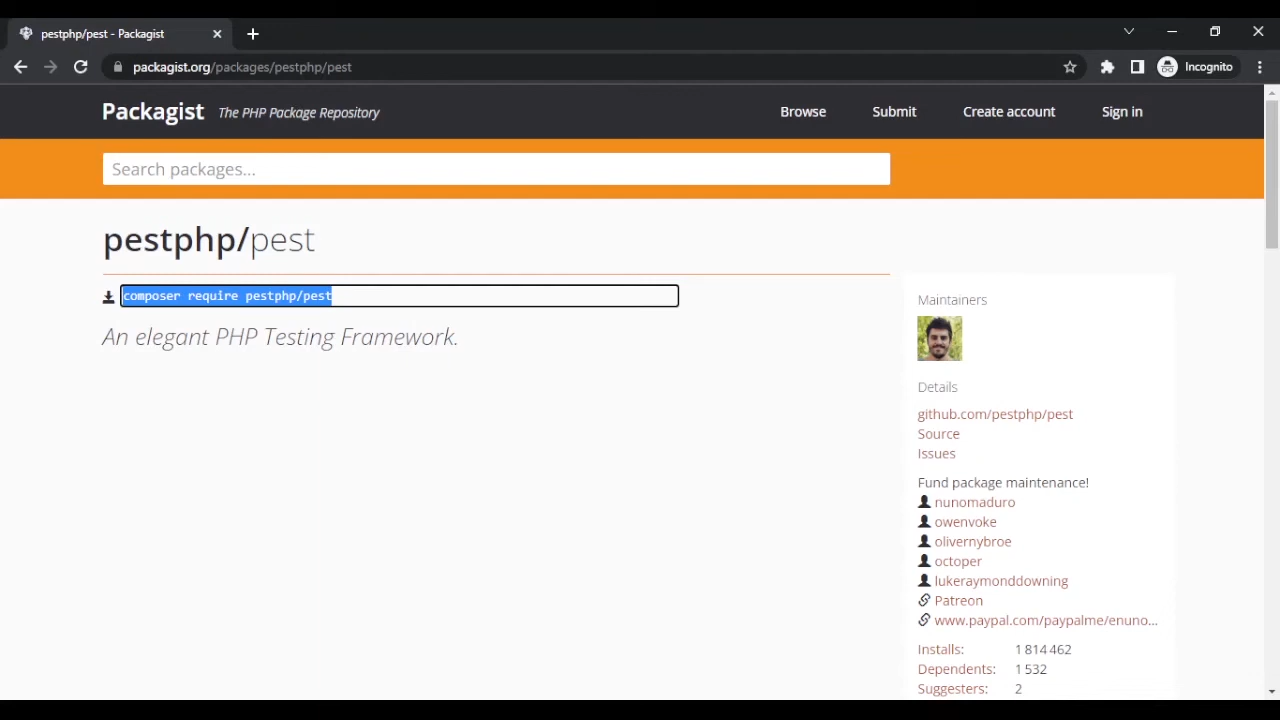 pestphp/pest - Packagist
packagist.org/packages/pestphp/pest
Incognito
Packagist The PHP Package Repository
Browse Submit Create account Sign in
Search packages...
pestphp/pest
composer require pestphp/pest
An elegant PHP Testing Framework.
Maintainers
Details
github.com/pestphp/pest
Source
Issues
Fund package maintenance!
nunomaduro
owenvoke
olivernybroe
octoper
lukeraymonddowning
Patreon
www.paypal.com/paypalme/enuno...
Installs: 1 814 462
Dependents: 1 532
Suggesters: 2